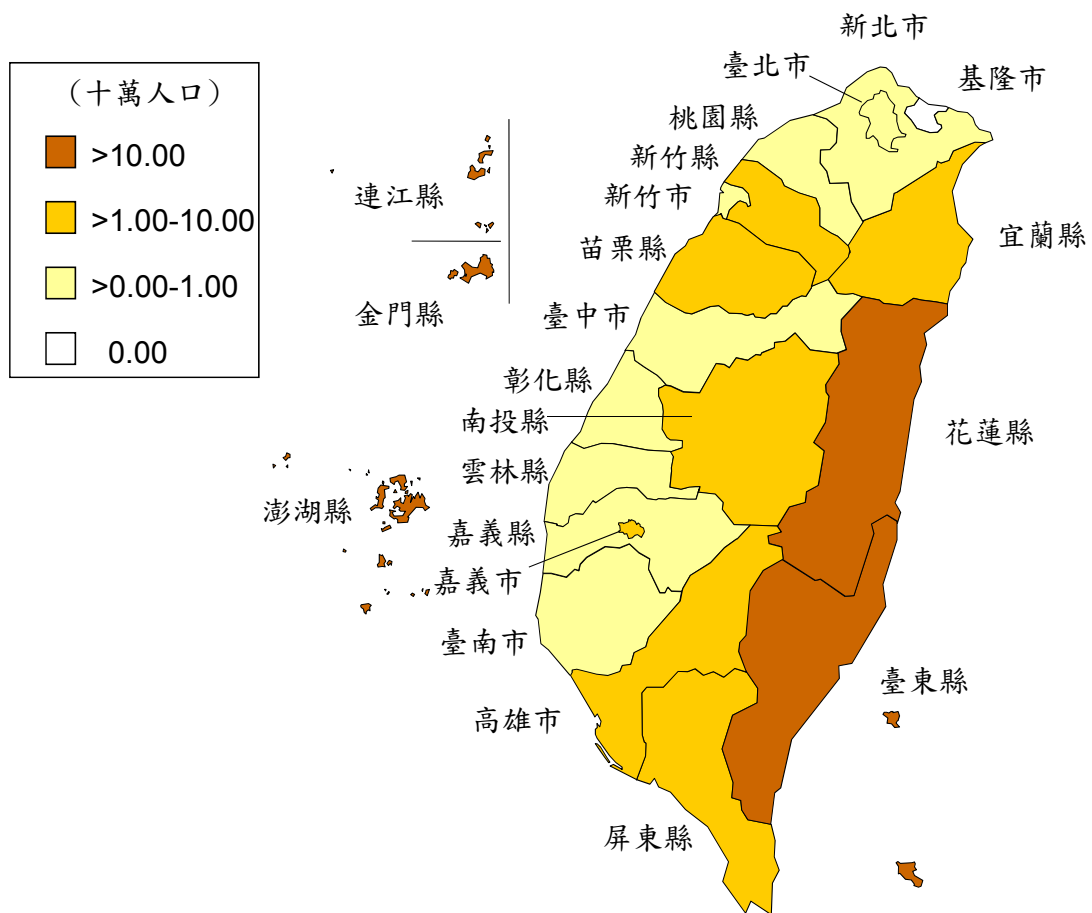 （十萬人口）
>10.00
>1.00-10.00
>0.00-1.00
0.00
新北市
臺北市
基隆市
桃園縣
新竹縣
新竹市
連江縣
苗栗縣
宜蘭縣
金門縣
臺中市
彰化縣
南投縣
花蓮縣
雲林縣
澎湖縣
嘉義縣
嘉義市
臺南市
臺東縣
高雄市
屏東縣